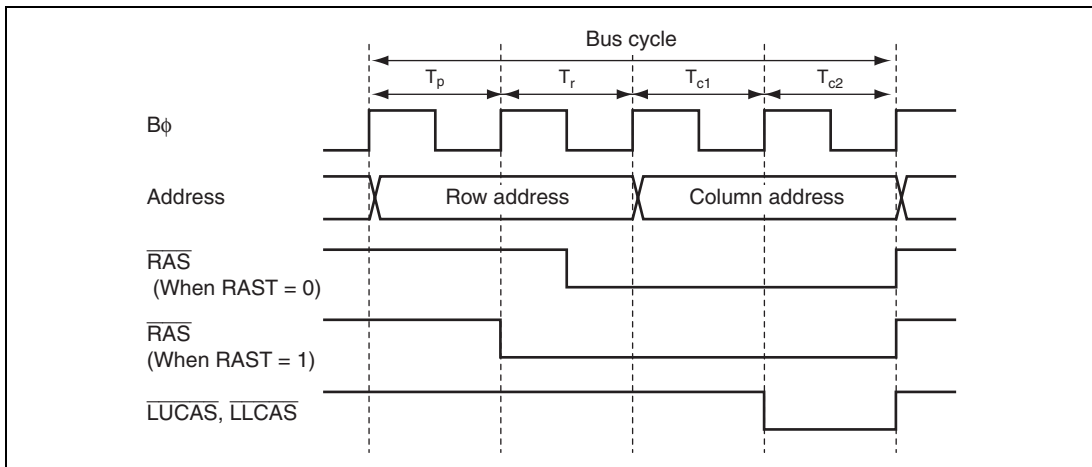 Bus cycle
Tp Tr Tc1 Tc2
Bϕ
Address Row address Column address
RAS
(When RAST = 0)
RAS
(When RAST = 1)
LUCAS, LLCAS